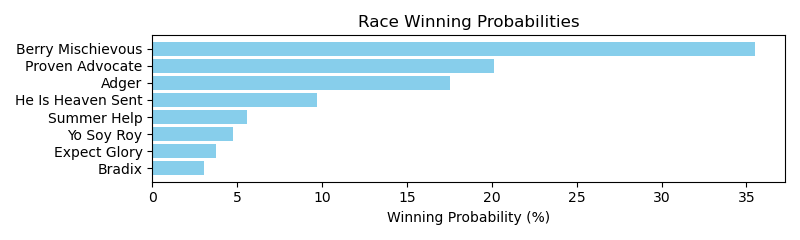 Race Winning Probabilities
Berry Mischievous
Proven Advocate
Adger
He Is Heaven Sent
Summer Help
Yo Soy Roy
Expect Glory
Bradix
0 5 10 15 20 25 30 35
Winning Probability (%)